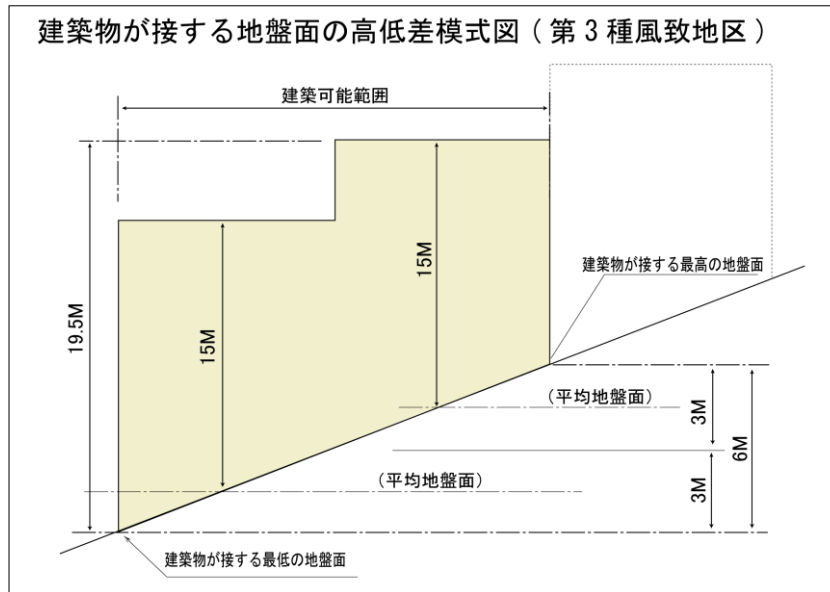 建築物が接する地盤面の高低差模式図（第３種風致地区）
建築可能範囲
19.5M
15M
15M
建築物が接する最高の地盤面
（平均地盤面）
3M
6M
3M
（平均地盤面）
建築物が接する最低の地盤面